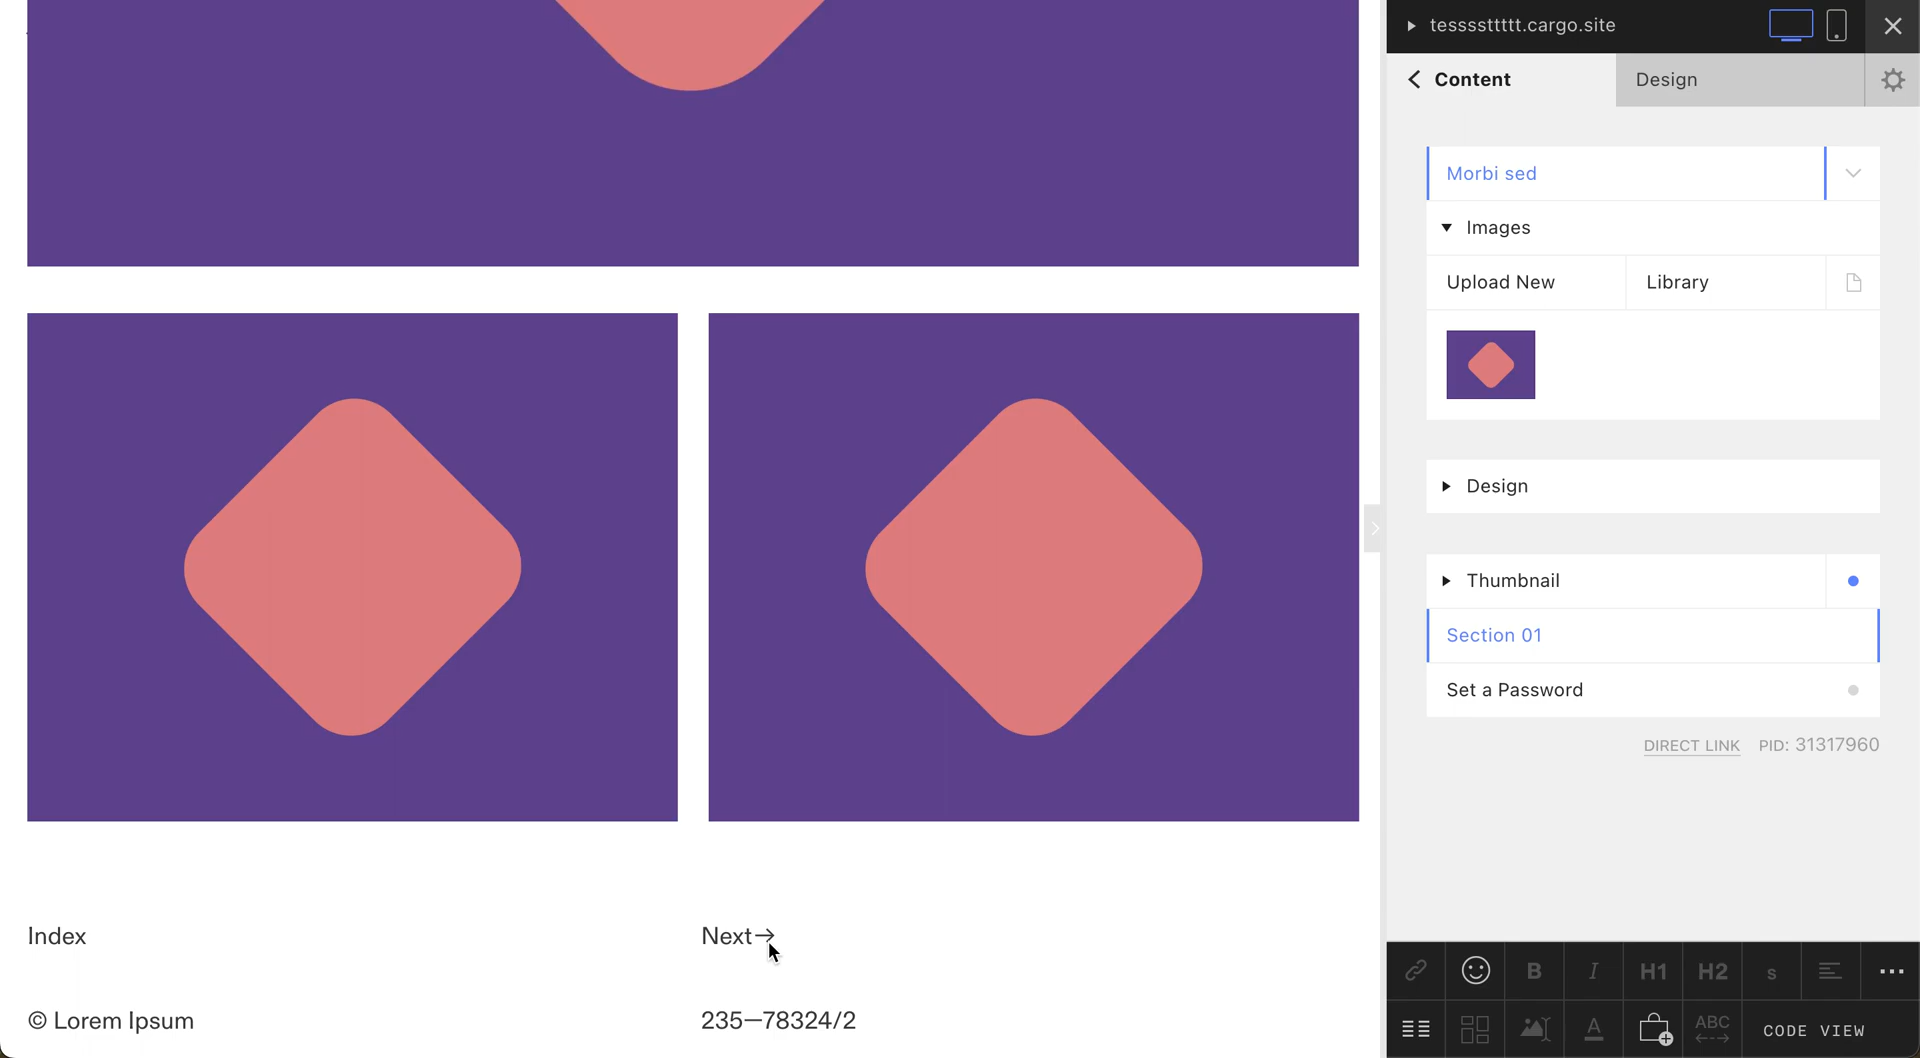 tesssstttt.cargo.site
Content
Design
Morbi sed
Images
Upload New
Library
Design
Thumbnail
Section 01
Set a Password
DIRECT LINK
PID: 31317960
Index
Next→
© Lorem Ipsum
235—78324/2
B
I
H1
H2
s
A
ABC
CODE VIEW